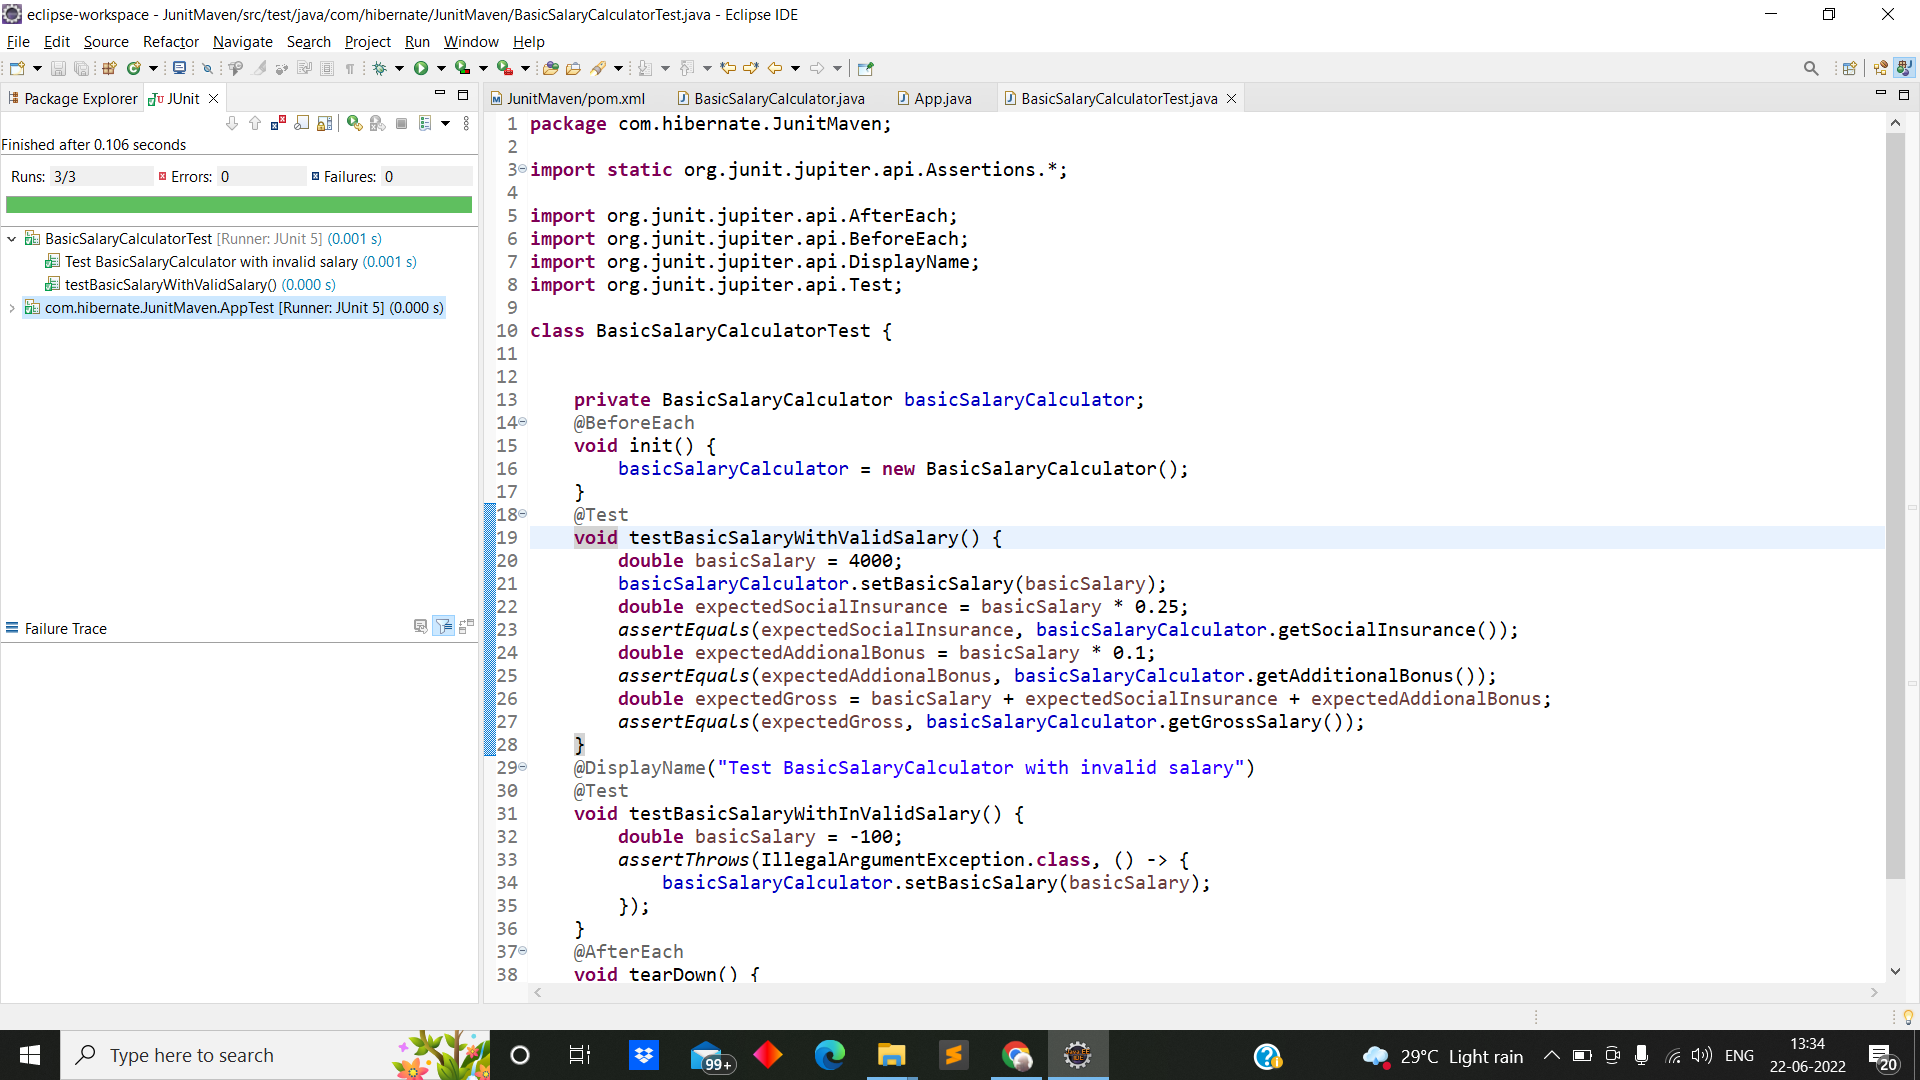 eclipse-workspace - JunitMaven/src/test/java/com/hibernate/JunitMaven/BasicSalaryCalculatorTest.java - Eclipse IDE
File Edit Source Refactor Navigate Search Project Run Window Help
Package Explorer JUnit
JunitMaven/pom.xml BasicSalaryCalculator.java App.java BasicSalaryCalculatorTest.java
Finished after 0.106 seconds
Runs: 3/3 Errors: 0 Failures: 0
BasicSalaryCalculatorTest [Runner: JUnit 5] (0.001 s)
Test BasicSalaryCalculator with invalid salary (0.001 s)
testBasicSalaryWithValidSalary() (0.000 s)
com.hibernate.JunitMaven.AppTest [Runner: JUnit 5] (0.000 s)
Failure Trace
1 package com.hibernate.JunitMaven;
2
3 import static org.junit.jupiter.api.Assertions.*;
4
5 import org.junit.jupiter.api.AfterEach;
6 import org.junit.jupiter.api.BeforeEach;
7 import org.junit.jupiter.api.DisplayName;
8 import org.junit.jupiter.api.Test;
9
10 class BasicSalaryCalculatorTest {
11
12
13 private BasicSalaryCalculator basicSalaryCalculator;
14 @BeforeEach
15 void init() {
16 basicSalaryCalculator = new BasicSalaryCalculator();
17 }
18 @Test
19 void testBasicSalaryWithValidSalary() {
20 double basicSalary = 4000;
21 basicSalaryCalculator.setBasicSalary(basicSalary);
22 double expectedSocialInsurance = basicSalary * 0.25;
23 assertEquals(expectedSocialInsurance, basicSalaryCalculator.getSocialInsurance());
24 double expectedAddionalBonus = basicSalary * 0.1;
25 assertEquals(expectedAddionalBonus, basicSalaryCalculator.getAdditionalBonus());
26 double expectedGross = basicSalary + expectedSocialInsurance + expectedAddionalBonus;
27 assertEquals(expectedGross, basicSalaryCalculator.getGrossSalary());
28 }
29 @DisplayName("Test BasicSalaryCalculator with invalid salary")
30 @Test
31 void testBasicSalaryWithInValidSalary() {
32 double basicSalary = -100;
33 assertThrows(IllegalArgumentException.class, () -> {
34 basicSalaryCalculator.setBasicSalary(basicSalary);
35 });
36 }
37 @AfterEach
38 void tearDown() {
Type here to search
99+
29°C Light rain
ENG
13:34
22-06-2022
20